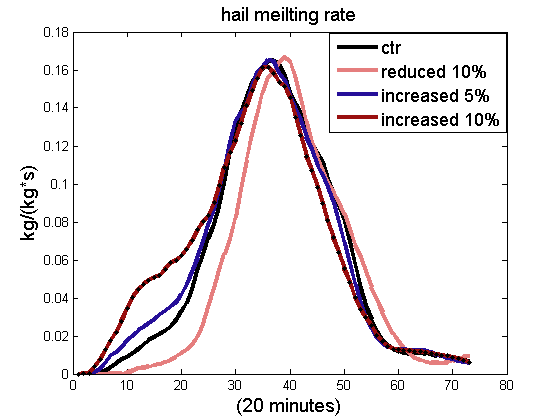 hail meilting rate
ctr
reduced 10%
increased 5%
increased 10%
kg/(kg*s)
0.18
0.16
0.14
0.12
0.1
0.08
0.06
0.04
0.02
0
0 10 20 30 40 50 60 70 80
(20 minutes)